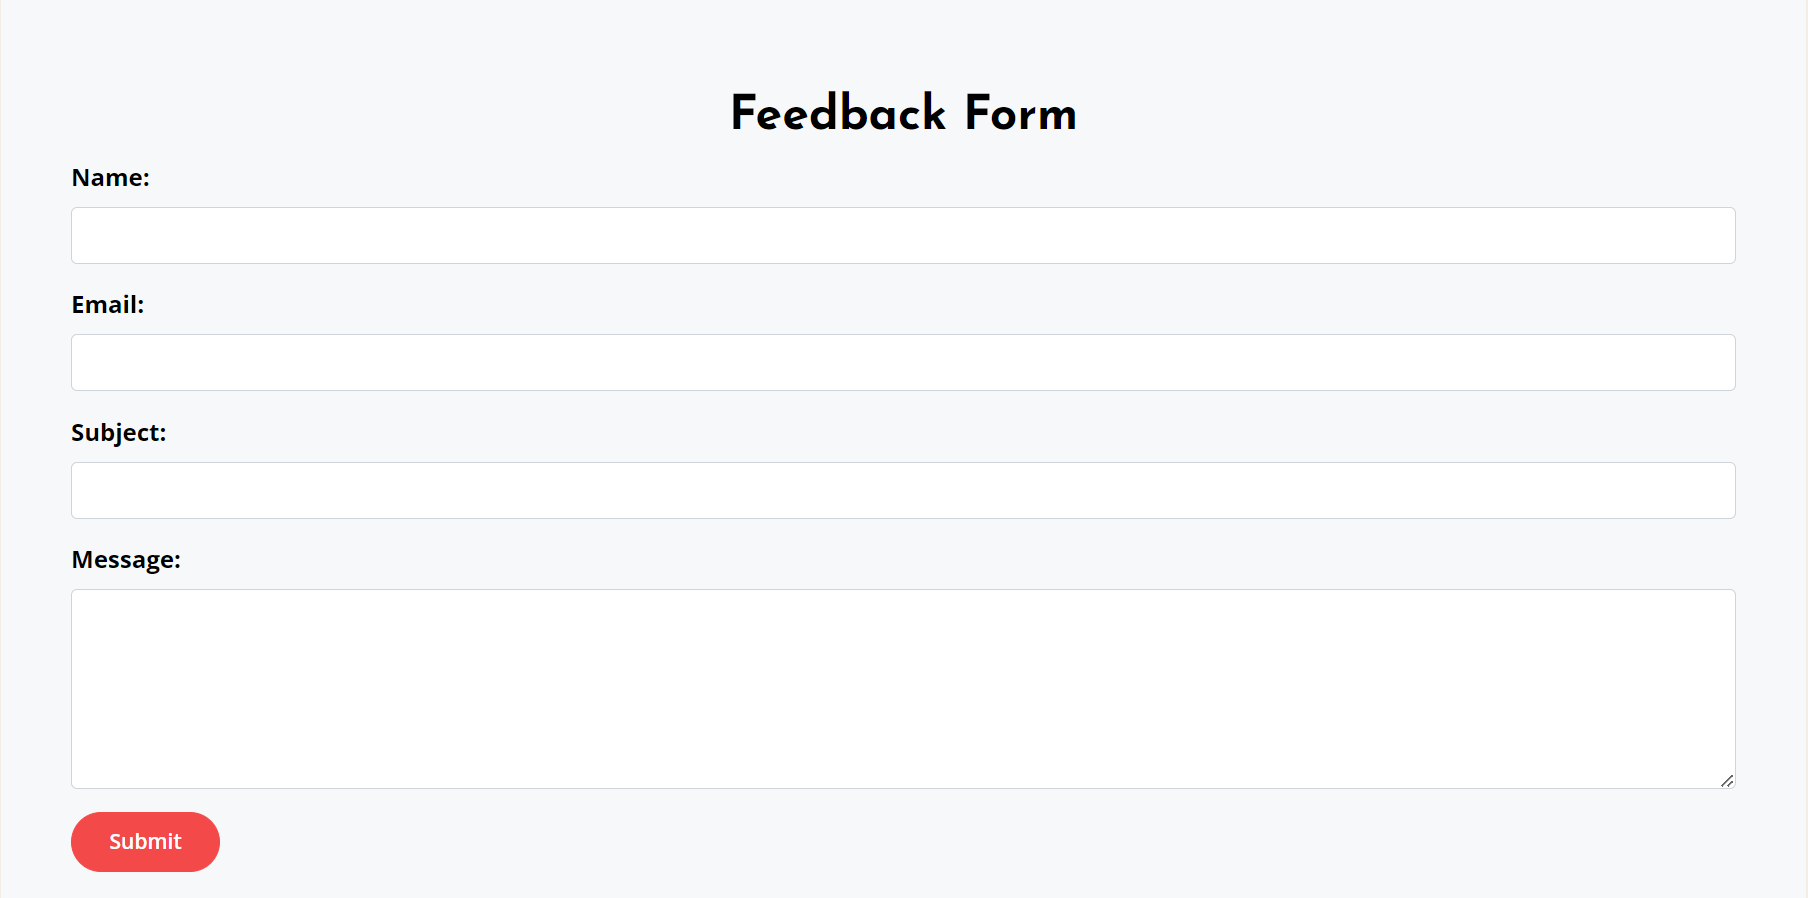 Feedback Form
Name:
Email:
Subject:
Message:
Submit